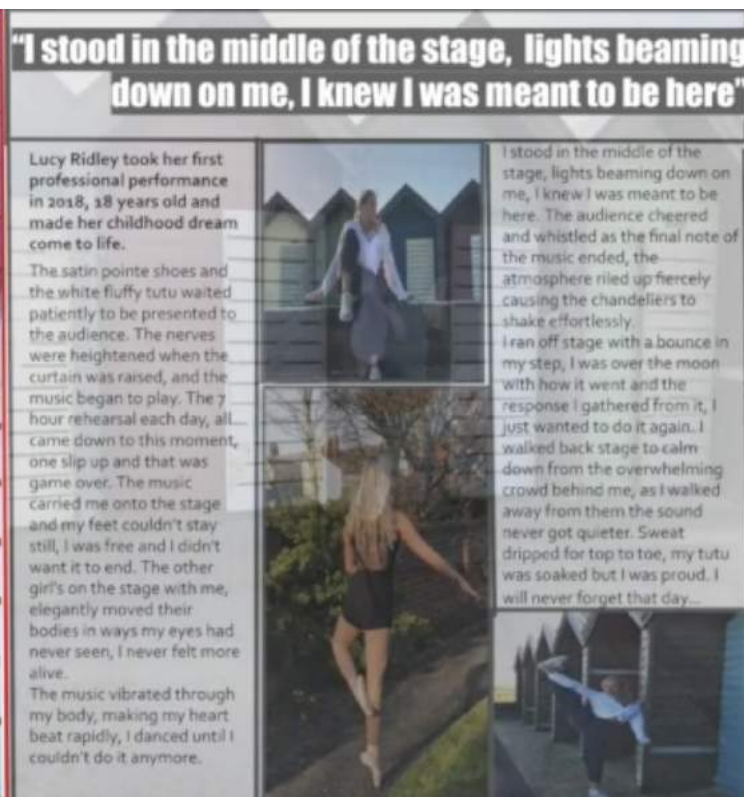 “I stood in the middle of the stage, lights beaming
down on me, I knew I was meant to be here”
Lucy Ridley took her first
professional performance
in 2018, 18 years old and
made her childhood dream
come to life.
The satin pointe shoes and
the white fluffy tutu waited
patiently to be presented to
the audience. The nerves
were heightened when the
curtain was raised, and the
music began to play. The 7
hour rehearsal each day, all
came down to this moment,
one slip up and that was
game over. The music
carried me onto the stage
and my feet couldn't stay
still, I was free and I didn't
want it to end. The other
girl's on the stage with me,
elegantly moved their
bodies in ways my eyes had
never seen, I never felt more
alive.
The music vibrated through
my body, making my heart
beat rapidly, I danced until I
couldn't do it anymore.
I stood in the middle of the
stage, lights beaming down on
me, I knew I was meant to be
here. The audience cheered
and whistled as the final note of
the music ended, the
atmosphere riled up fiercely
causing the chandeliers to
shake effortlessly.
I ran off stage with a bounce in
my step, I was over the moon
with how it went and the
response I gathered from it, I
just wanted to do it again. I
walked back stage to calm
down from the overwhelming
crowd behind me, as I walked
away from them the sound
never got quieter. Sweat
dripped for top to toe, my tutu
was soaked but I was proud. I
will never forget that day...